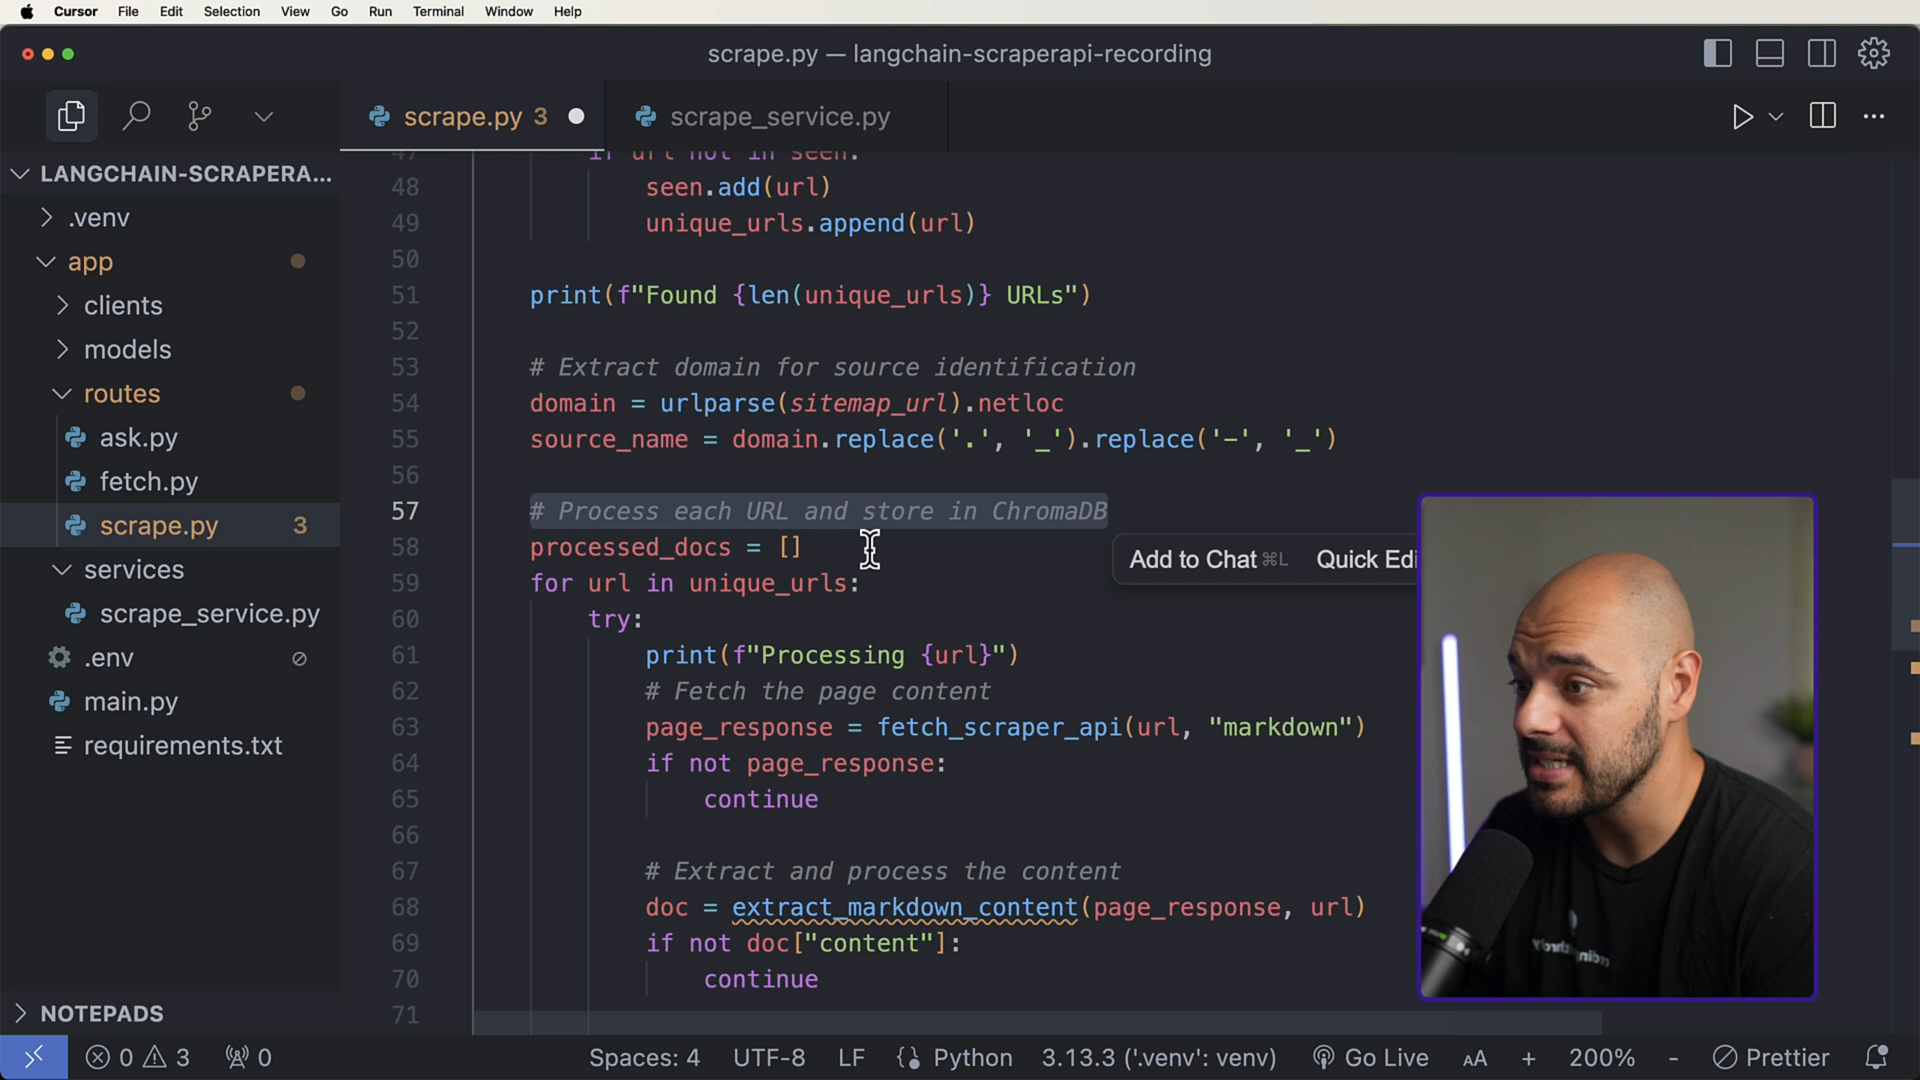 Cursor File Edit Selection View Go Run Terminal Window Help
scrape.py — langchain-scraperapi-recording
scrape.py 3
scrape_service.py
LANGCHAIN-SCRAPERA...
.venv
app
clients
models
routes
ask.py
fetch.py
scrape.py 3
services
scrape_service.py
.env
main.py
requirements.txt
NOTEPADS
47 if url not in seen:
48 seen.add(url)
49 unique_urls.append(url)
50
51 print(f"Found {len(unique_urls)} URLs")
52
53 # Extract domain for source identification
54 domain = urlparse(sitemap_url).netloc
55 source_name = domain.replace('.', '_').replace('-', '_')
56
57 # Process each URL and store in ChromaDB
58 processed_docs = []
59 for url in unique_urls:
60 try:
61 print(f"Processing {url}")
62 # Fetch the page content
63 page_response = fetch_scraper_api(url, "markdown")
64 if not page_response:
65 continue
66
67 # Extract and process the content
68 doc = extract_markdown_content(page_response, url)
69 if not doc["content"]:
70 continue
71
Add to Chat ⌘L Quick Edi
0 3 0 Spaces: 4 UTF-8 LF Python 3.13.3 ('.venv': venv) Go Live AA + 200% - Prettier